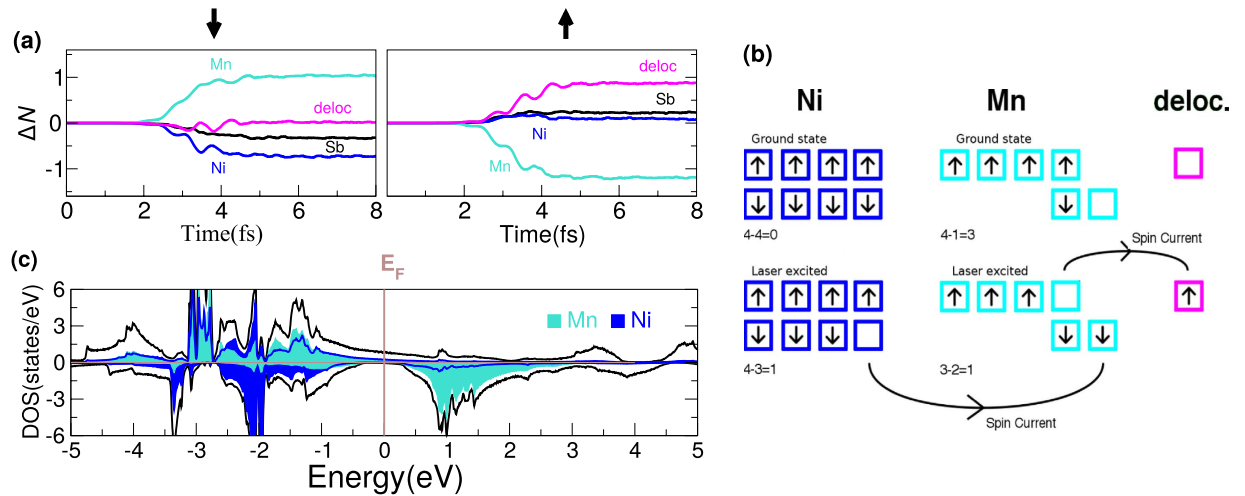 (a)
ΔN
1
0
-1
Mn
deloc
Sb
Ni
0 2 4 6 8
Time(fs)
deloc
Sb
Ni
Mn
0 2 4 6 8
Time(fs)
(b)
Ni Mn deloc.
Ground state Ground state
↑ ↑ ↑ ↑ ↑ ↑ ↑ ↑
↓ ↓ ↓ ↓ ↓
4-4=0 4-1=3
Spin Current
Laser excited Laser excited
↑ ↑ ↑ ↑ ↑ ↑ ↑ ↑
↓ ↓ ↓ ↓ ↓
4-3=1 3-2=1
Spin Current
(c)
E_F
DOS(states/eV)
6
3
0
-3
-6
Mn Ni
-5 -4 -3 -2 -1 0 1 2 3 4 5
Energy(eV)